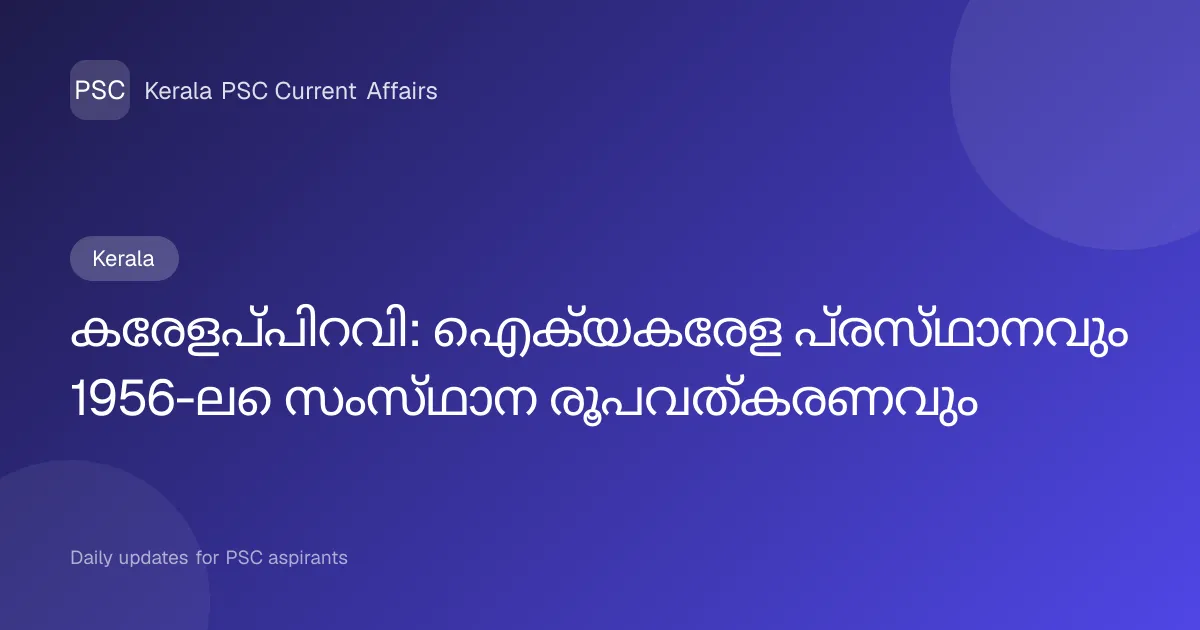 PSC
Kerala PSC Current Affairs
Kerala
കേരളപ്പിറവി: ഐക്യകേരള പ്രസ്ഥാനവും
1956-ലെ സംസ്ഥാന രൂപവത്കരണവും
Daily updates for PSC aspirants